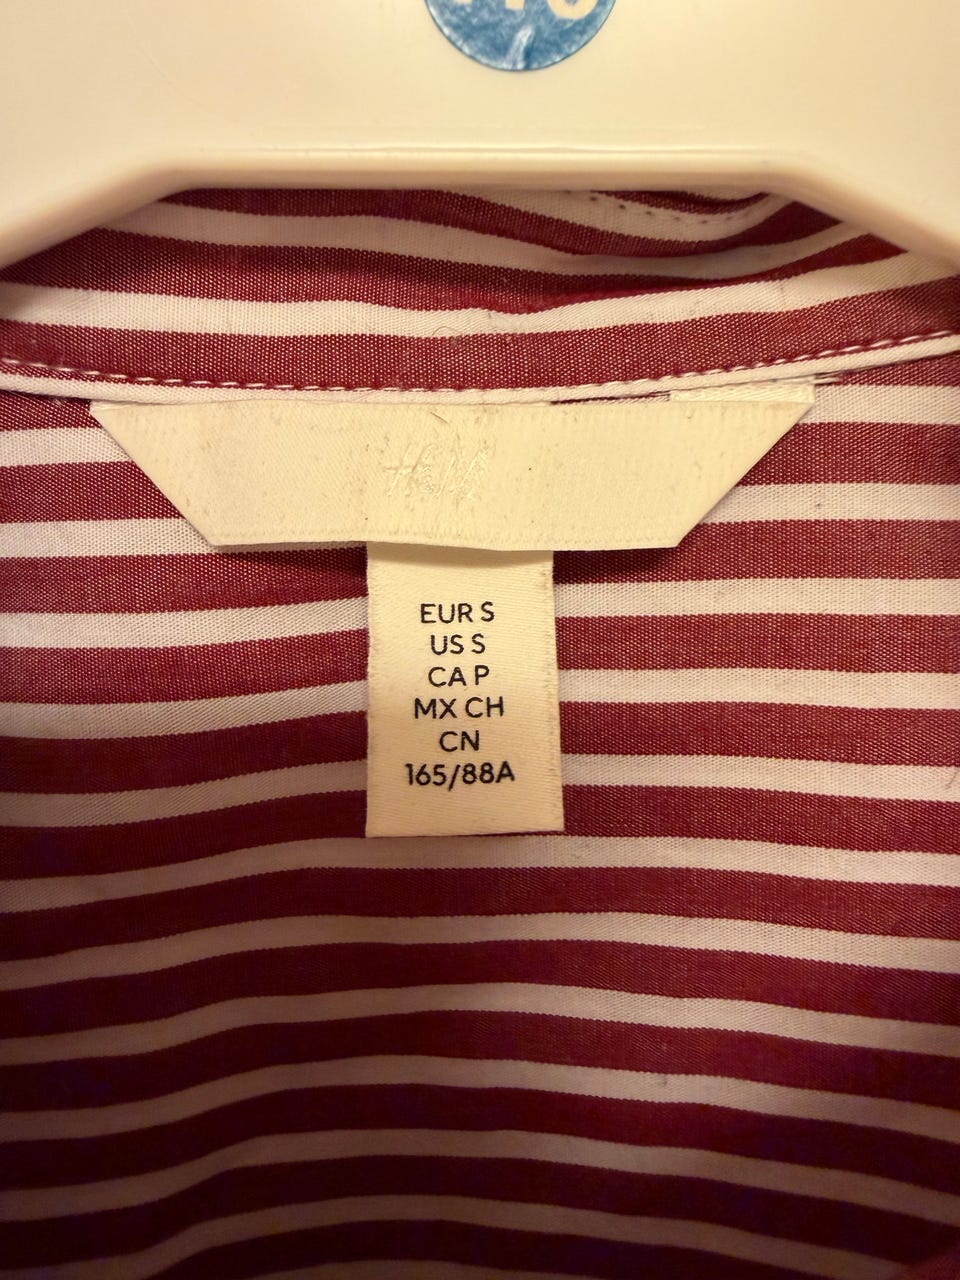 H&M
EUR S
US S
CA P
MX CH
CN
165/88A